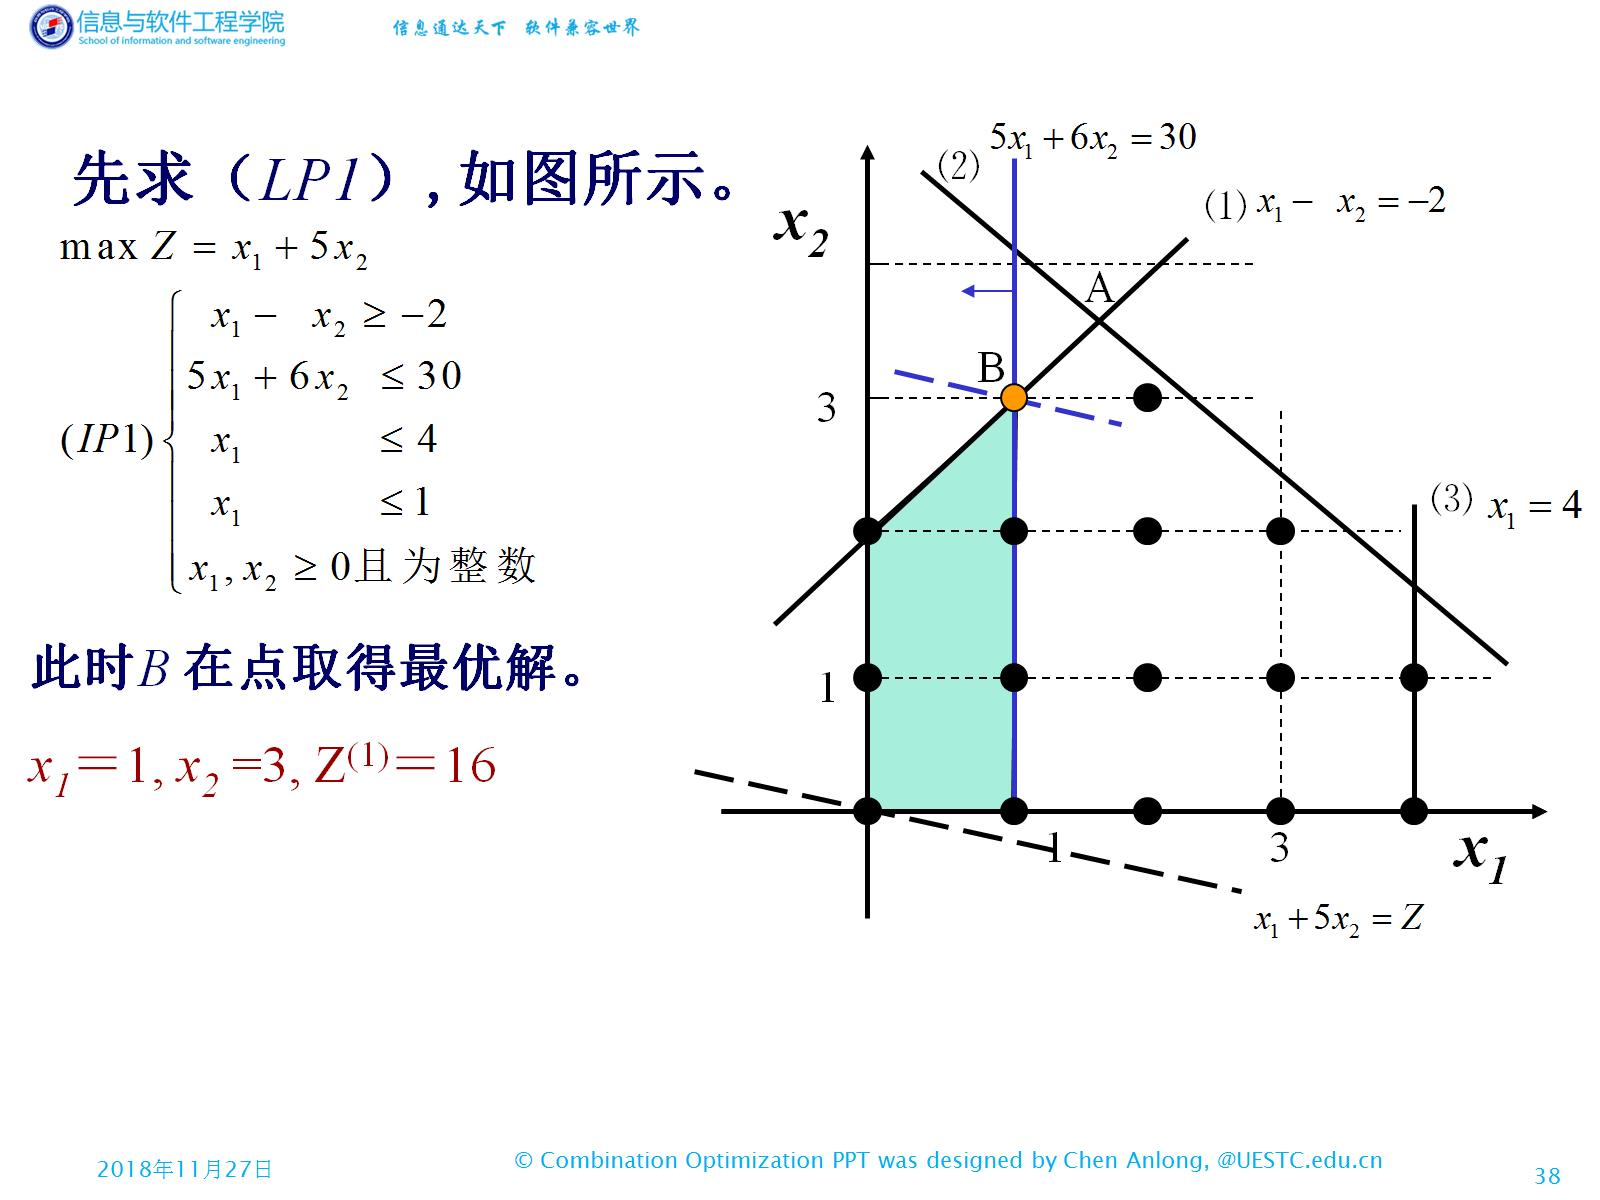 信息与软件工程学院
School of information and software engineering
信息通达天下 软件兼容世界
先求（LP1）, 如图所示。
max Z = x₁ + 5x₂
x₁ − x₂ ≥ −2
5x₁ + 6x₂ ≤ 30
(IP1) x₁ ≤ 4
x₁ ≤ 1
x₁, x₂ ≥ 0且为整数
此时B 在点取得最优解。
x₁＝1, x₂ =3, Z⁽¹⁾＝16
5x₁ + 6x₂ = 30
(2)
(1) x₁ − x₂ = −2
x₂
A
B
3
(3) x₁ = 4
1
1
3
x₁
x₁ + 5x₂ = Z
2018年11月27日
© Combination Optimization PPT was designed by Chen Anlong, @UESTC.edu.cn
38